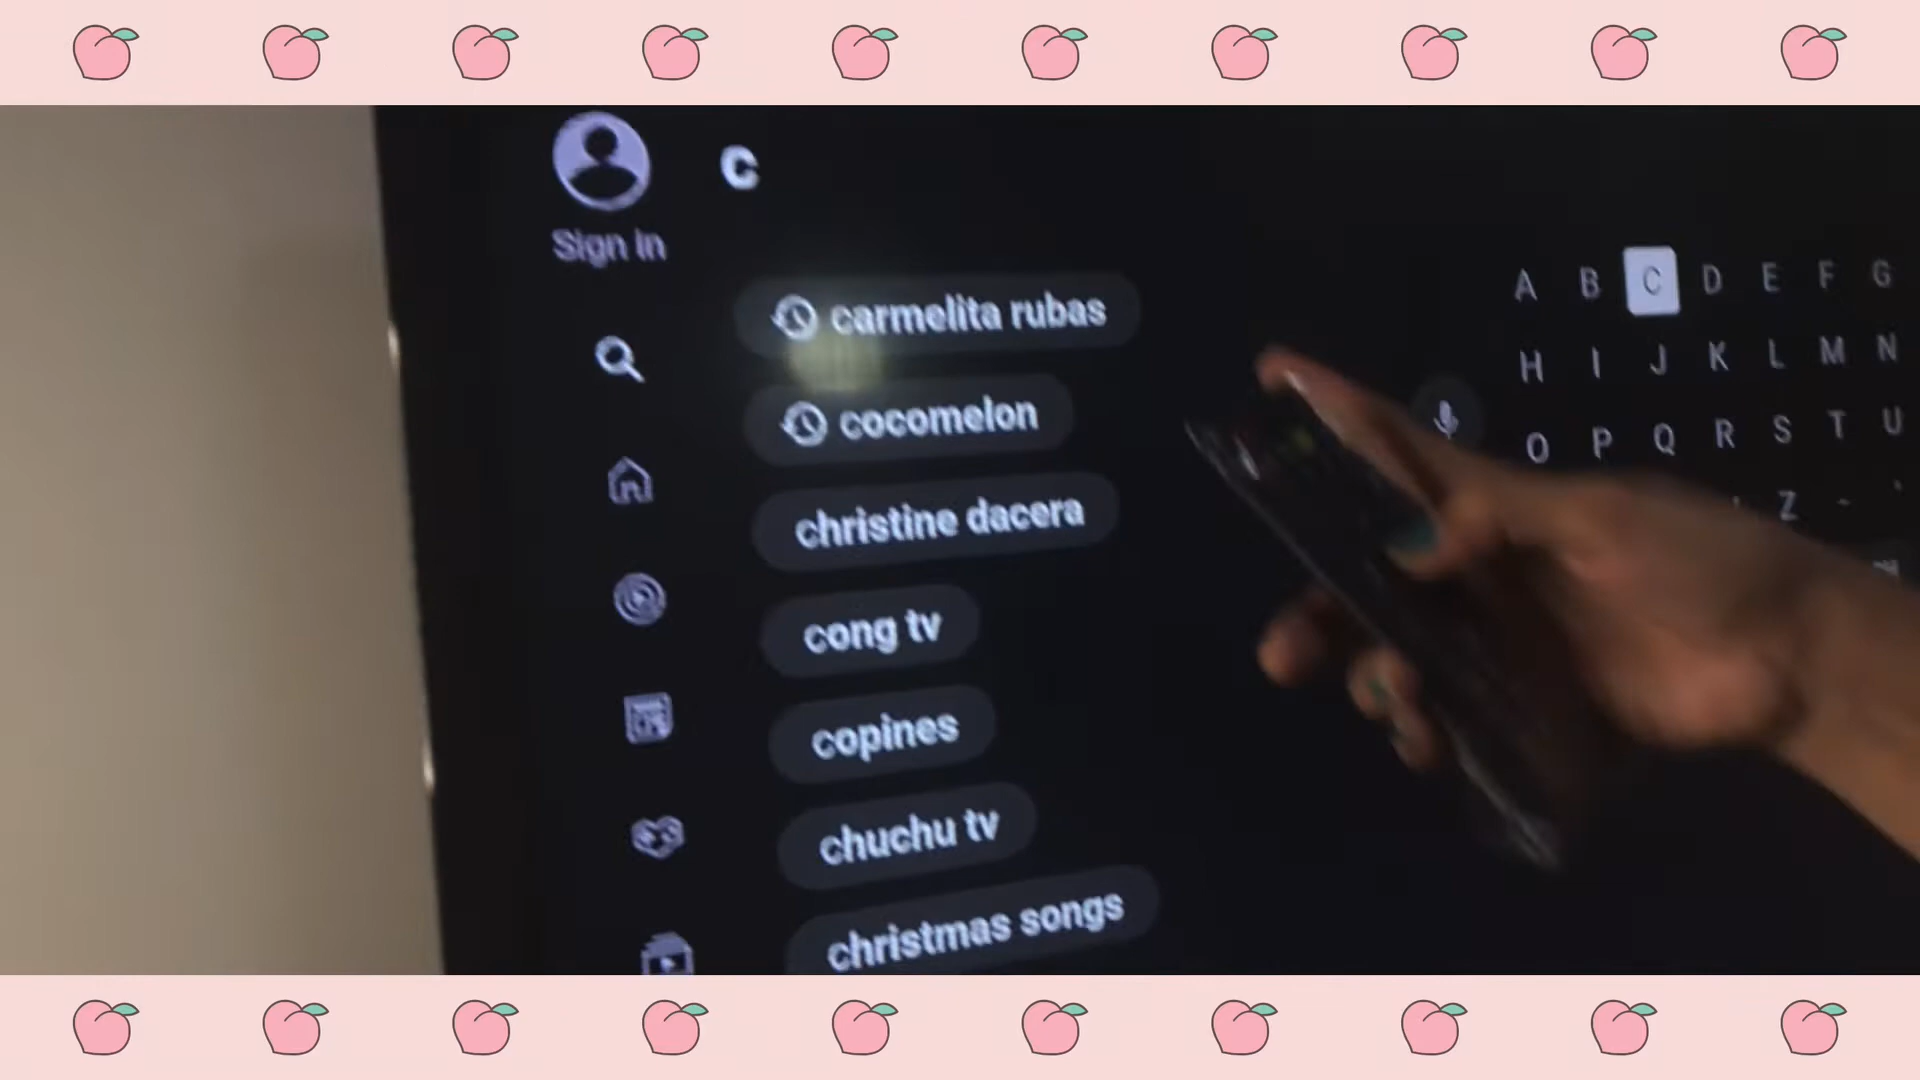 c
Sign in
carmelita rubas
cocomelon
christine dacera
cong tv
copines
chuchu tv
christmas songs
A B C D E F G
H I J K L M N
O P Q R S T U
Z - '